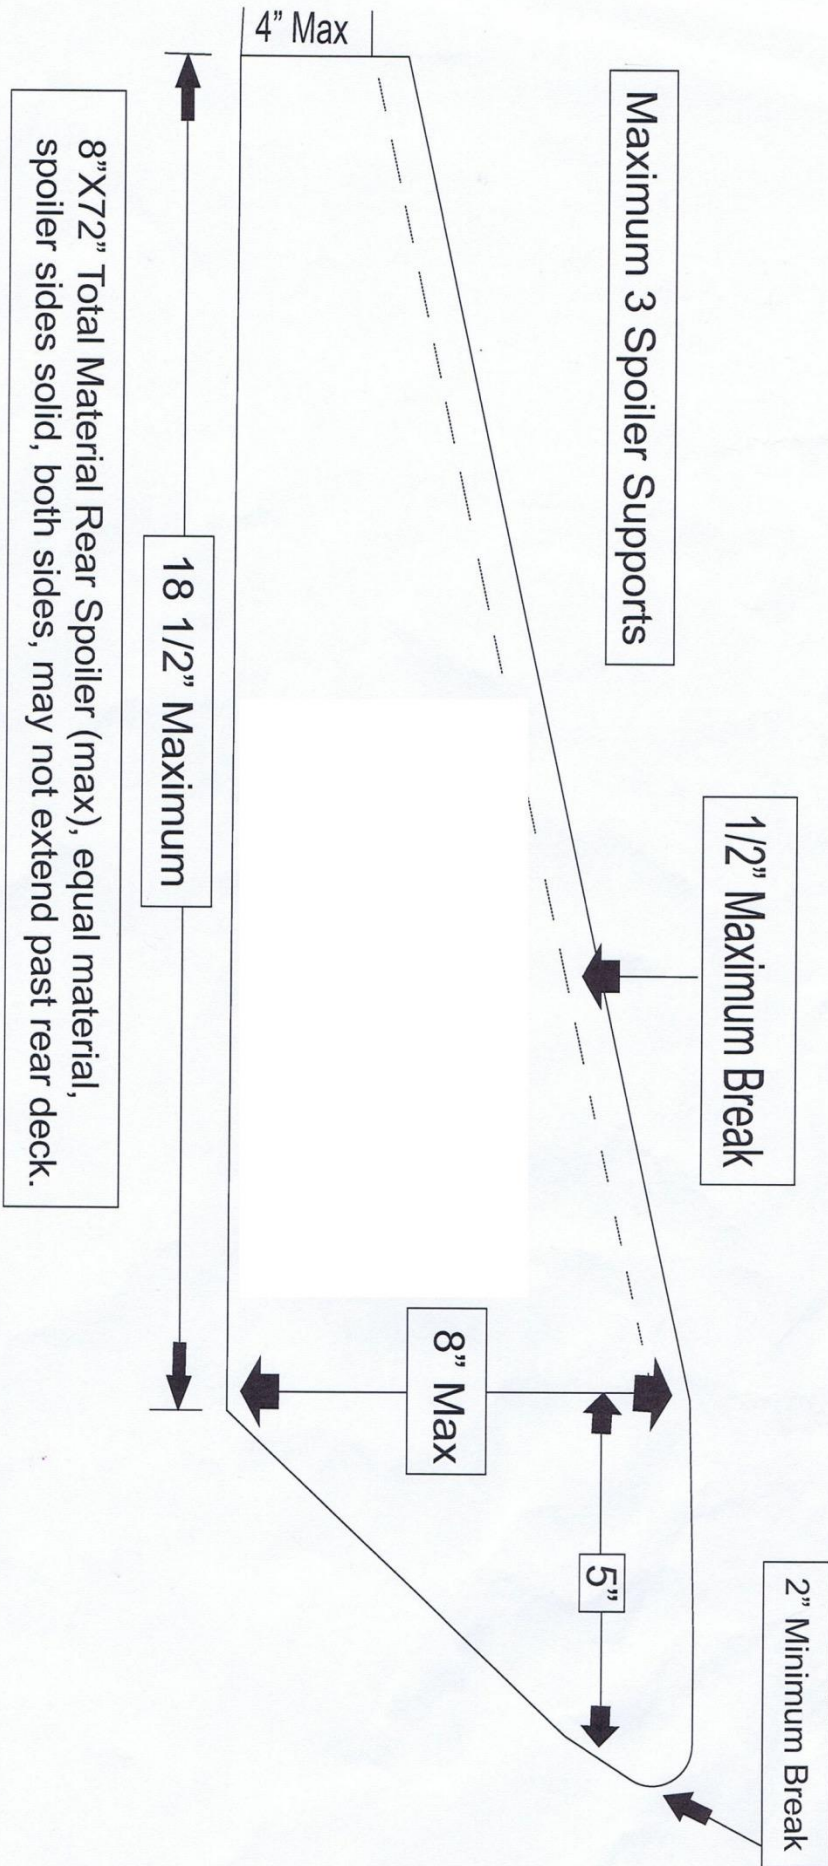 4” Max
Maximum 3 Spoiler Supports
1/2” Maximum Break
2” Minimum Break
5”
8” Max
18 1/2” Maximum
8”X72” Total Material Rear Spoiler (max), equal material,
spoiler sides solid, both sides, may not extend past rear deck.